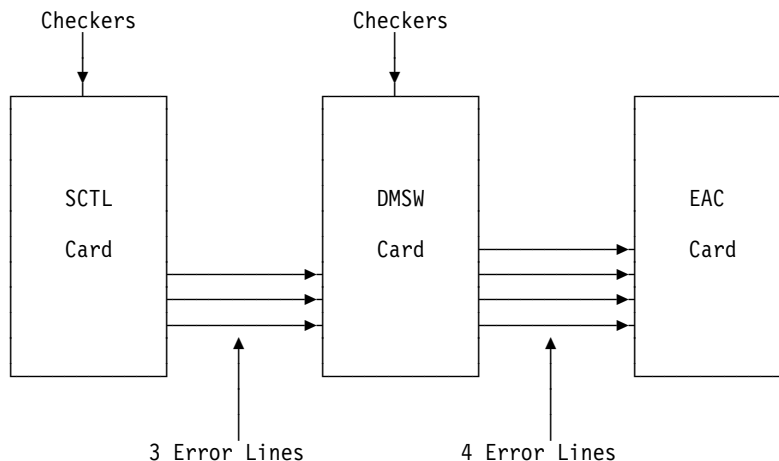 Checkers
Checkers
SCTL
Card
DMSW
Card
EAC
Card
3 Error Lines
4 Error Lines